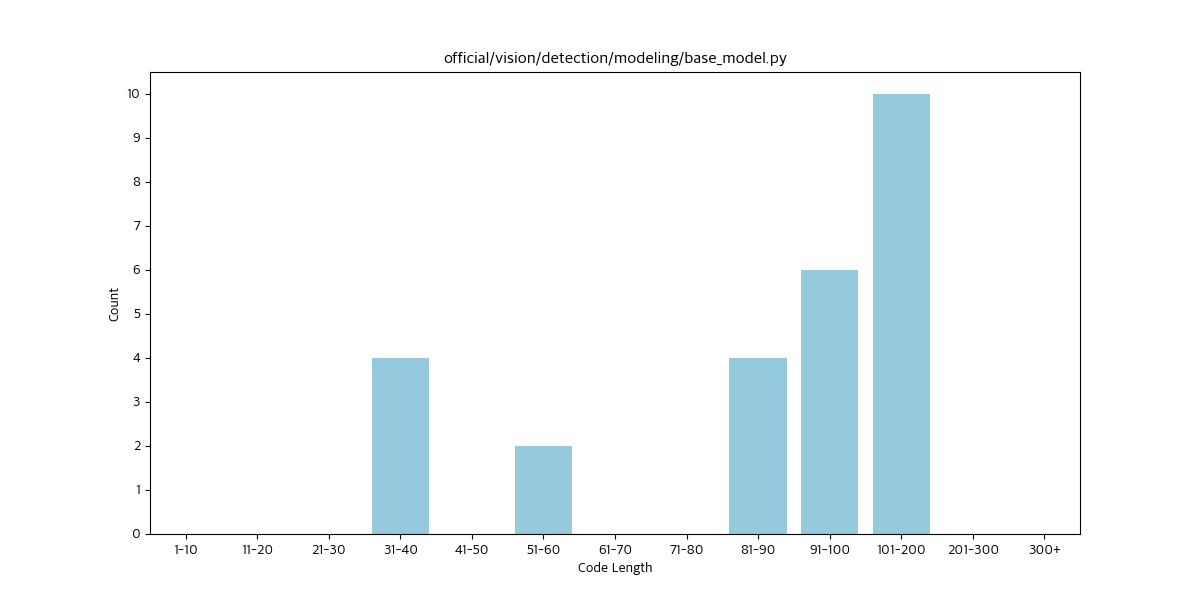 official/vision/detection/modeling/base_model.py
10
9
8
7
6
5
4
3
2
1
0
Count
1-10 11-20 21-30 31-40 41-50 51-60 61-70 71-80 81-90 91-100 101-200 201-300 300+
Code Length